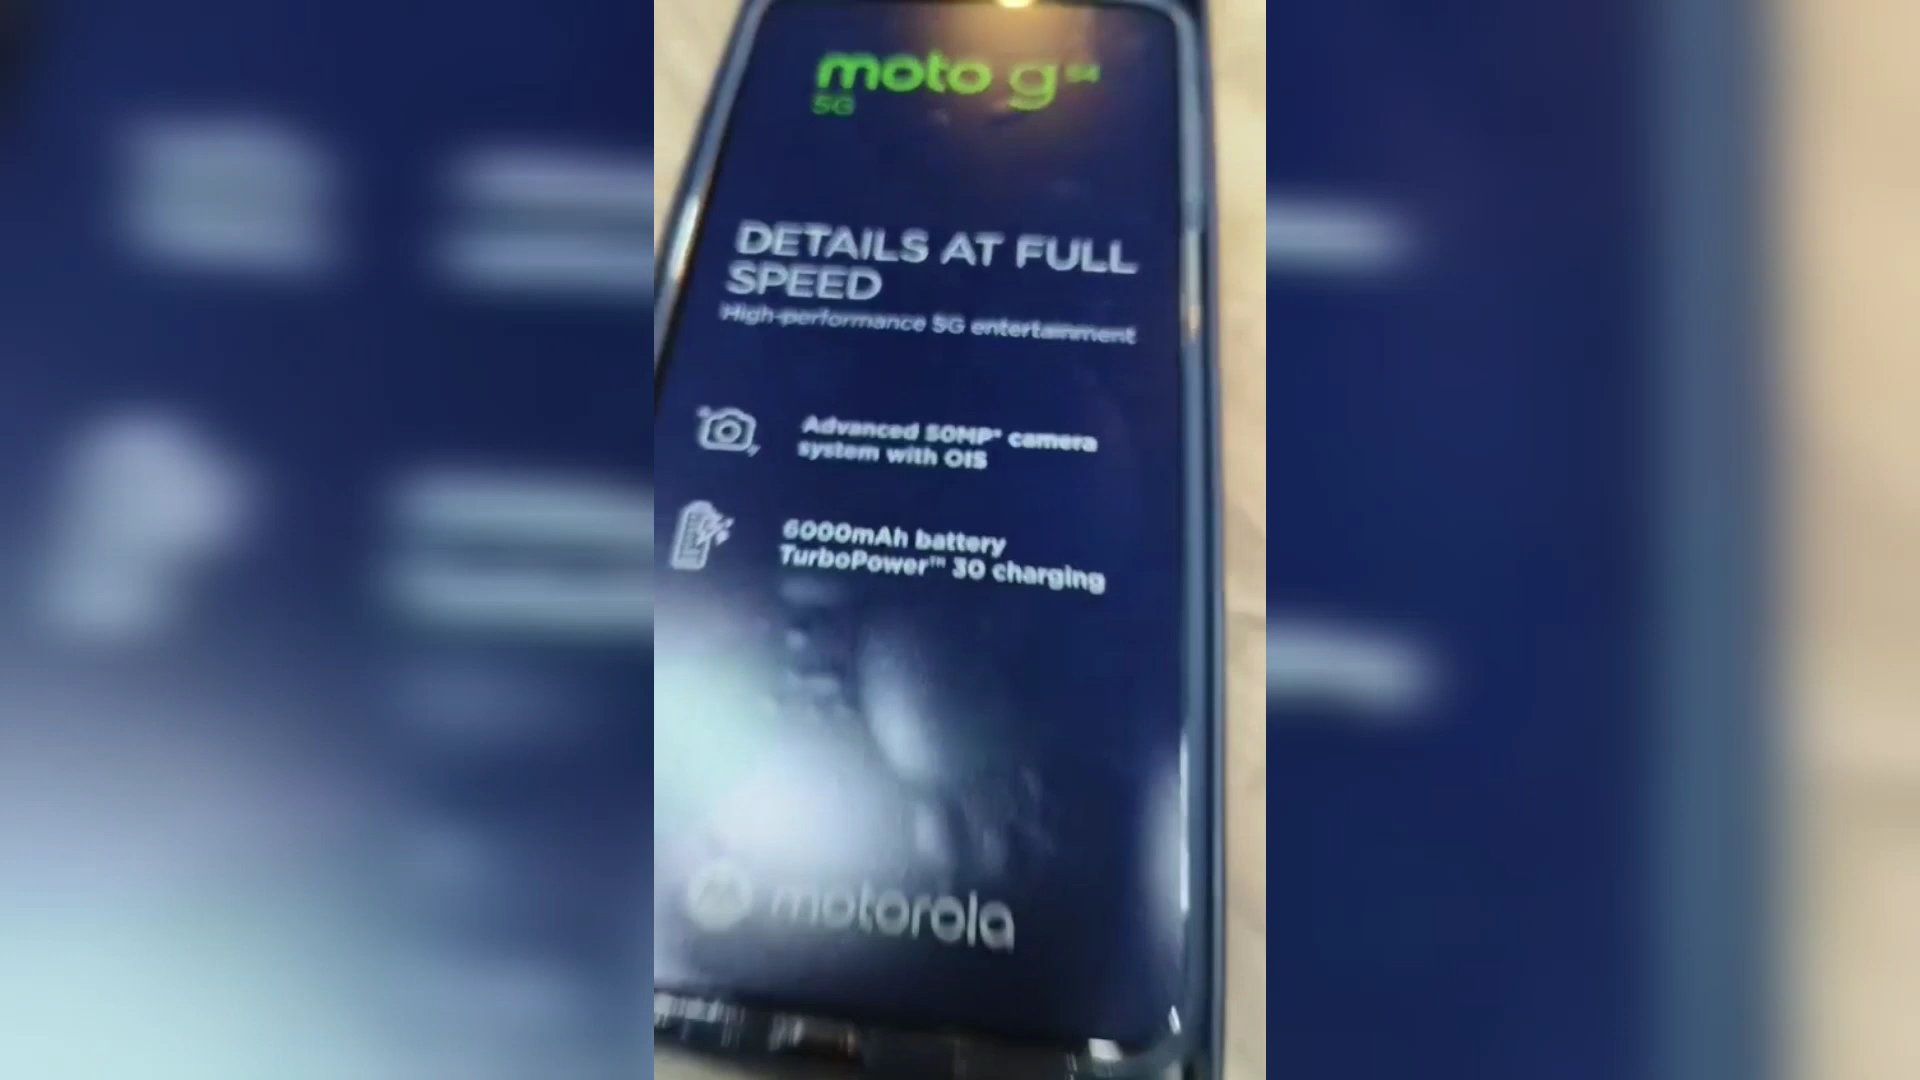 moto g 64
5G
DETAILS AT FULL
SPEED
High-performance 5G entertainment
Advanced 50MP* camera
system with OIS
6000mAh battery
TurboPower™ 30 charging
motorola